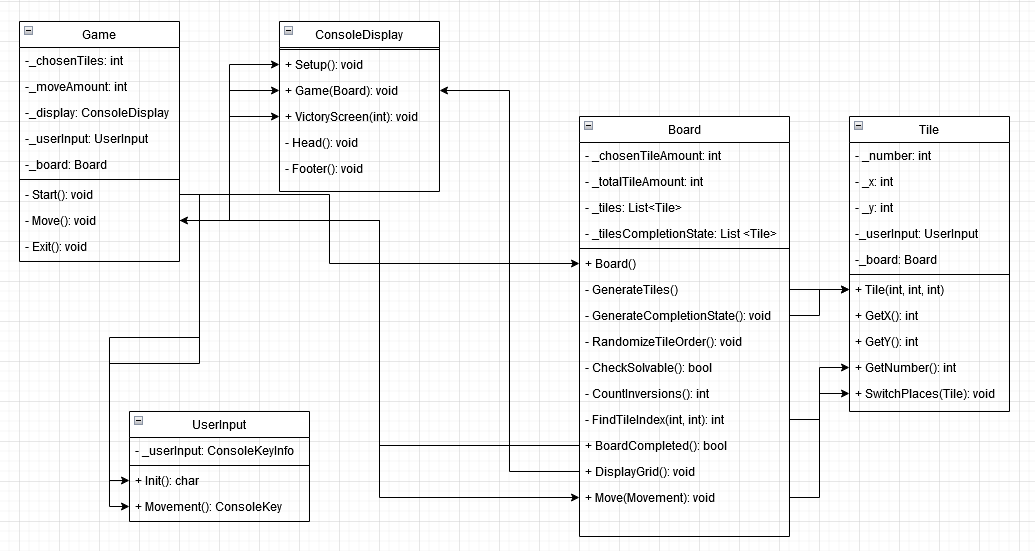 Game
-_chosenTiles: int
-_moveAmount: int
-_display: ConsoleDisplay
-_userInput: UserInput
-_board: Board
- Start(): void
- Move(): void
- Exit(): void
ConsoleDisplay
+ Setup(): void
+ Game(Board): void
+ VictoryScreen(int): void
- Head(): void
- Footer(): void
Board
- _chosenTileAmount: int
- _totalTileAmount: int
- _tiles: List<Tile>
- _tilesCompletionState: List <Tile>
+ Board()
- GenerateTiles()
- GenerateCompletionState(): void
- RandomizeTileOrder(): void
- CheckSolvable(): bool
- CountInversions(): int
- FindTileIndex(int, int): int
+ BoardCompleted(): bool
+ DisplayGrid(): void
+ Move(Movement): void
Tile
- _number: int
- _x: int
- _y: int
-_userInput: UserInput
-_board: Board
+ Tile(int, int, int)
+ GetX(): int
+ GetY(): int
+ GetNumber(): int
+ SwitchPlaces(Tile): void
UserInput
- _userInput: ConsoleKeyInfo
+ Init(): char
+ Movement(): ConsoleKey